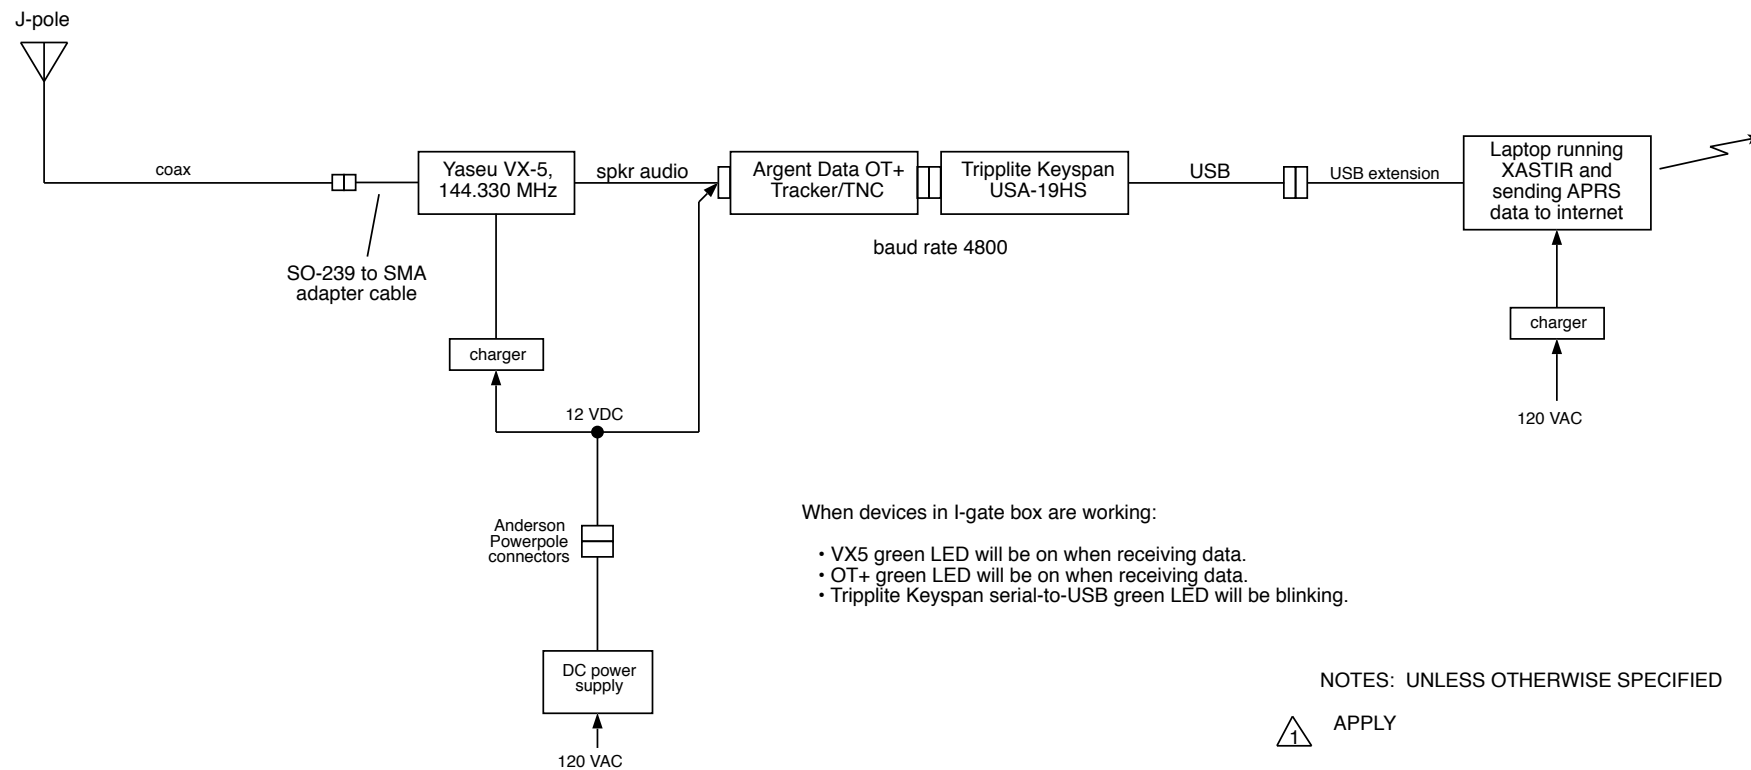 J-pole
coax
SO-239 to SMA
adapter cable
Yaseu VX-5,
144.330 MHz
spkr audio
Argent Data OT+
Tracker/TNC
Tripplite Keyspan
USA-19HS
baud rate 4800
USB
USB extension
Laptop running
XASTIR and
sending APRS
data to internet
charger
120 VAC
charger
12 VDC
Anderson
Powerpole
connectors
DC power
supply
120 VAC
When devices in I-gate box are working:
• VX5 green LED will be on when receiving data.
• OT+ green LED will be on when receiving data.
• Tripplite Keyspan serial-to-USB green LED will be blinking.
NOTES: UNLESS OTHERWISE SPECIFIED
1 APPLY